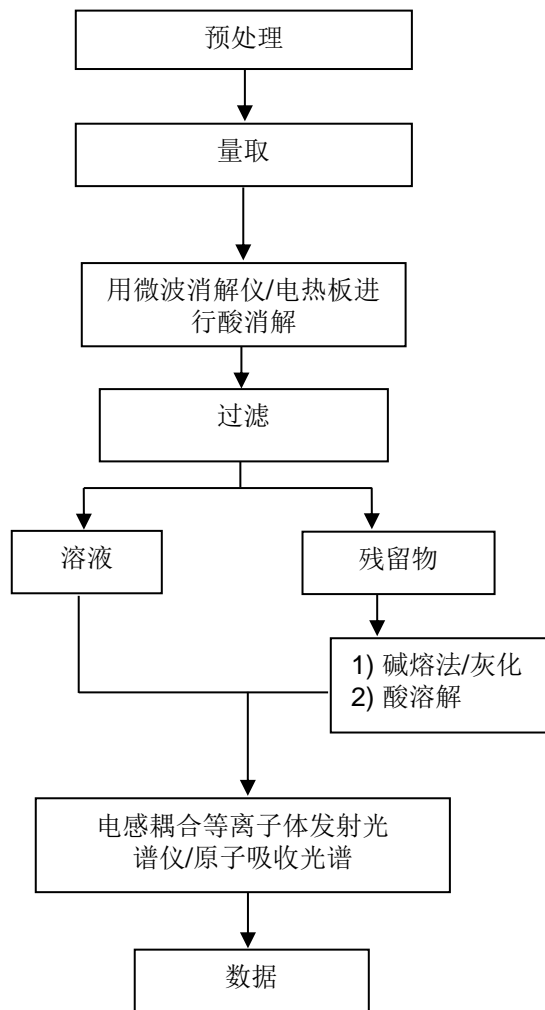 预处理
量取
用微波消解仪/电热板进
行酸消解
过滤
溶液
残留物
1) 碱熔法/灰化
2) 酸溶解
电感耦合等离子体发射光
谱仪/原子吸收光谱
数据